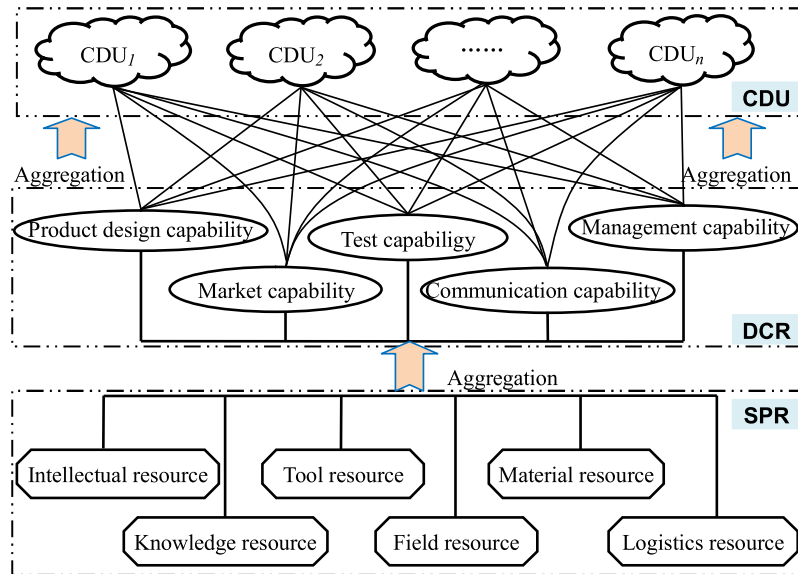 CDU1
CDU2
......
CDUn
CDU
Aggregation
Aggregation
Product design capability
Test capabiligy
Management capability
Market capability
Communication capability
DCR
Aggregation
SPR
Intellectual resource
Tool resource
Material resource
Knowledge resource
Field resource
Logistics resource